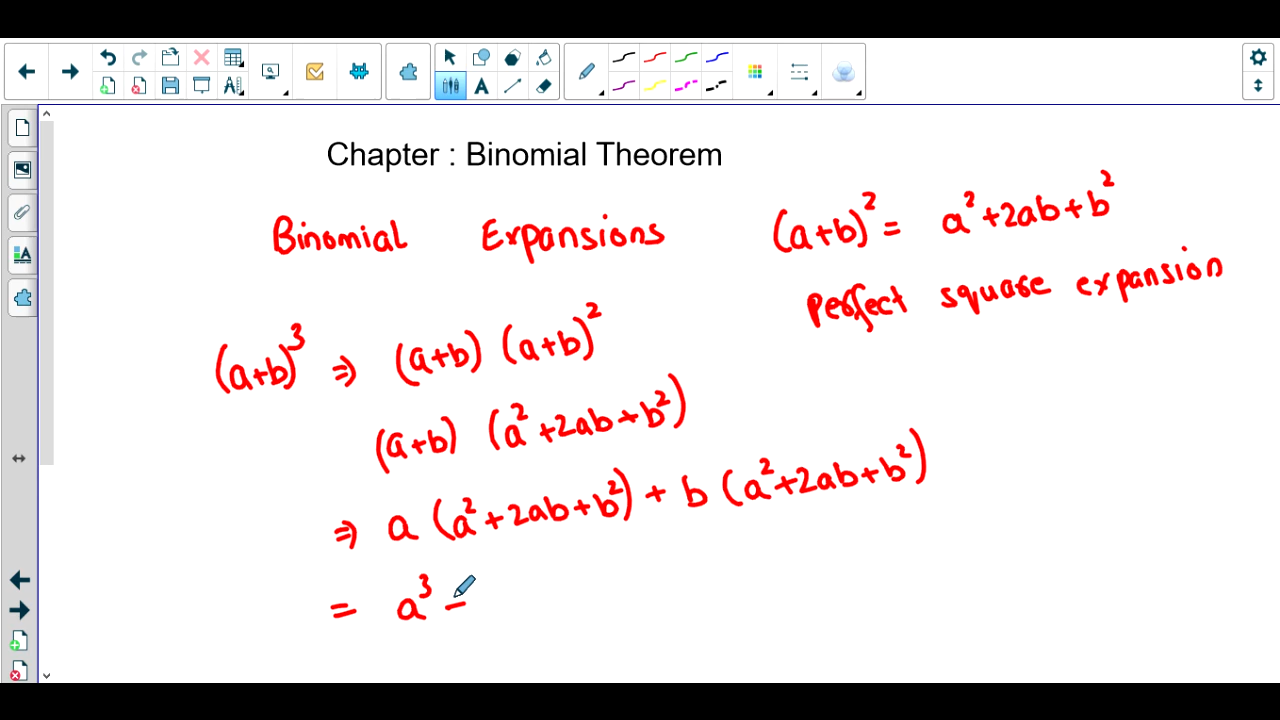 Chapter : Binomial Theorem
Binomial Expansions
(a+b)² = a²+2ab+b²
perfect square expansion
(a+b)³ ⇒ (a+b) (a+b)²
(a+b) (a²+2ab+b²)
⇒ a (a²+2ab+b²) + b (a²+2ab+b²)
= a³ –